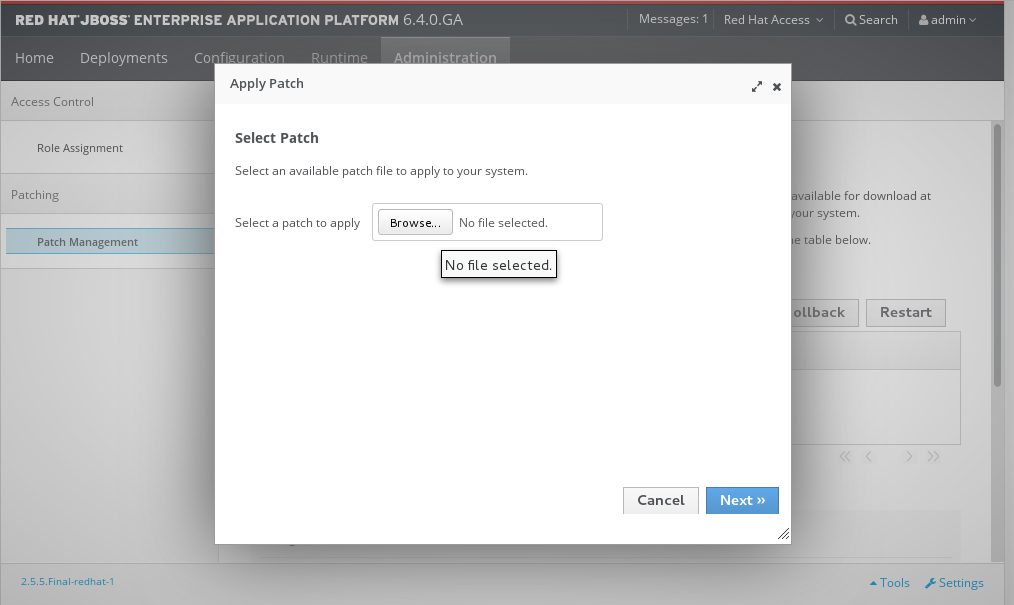 RED HAT JBOSS ENTERPRISE APPLICATION PLATFORM 6.4.0.GA
Messages: 1
Red Hat Access
Search
admin
Home
Deployments
Configuration
Runtime
Administration
Apply Patch
Access Control
Role Assignment
Patching
Patch Management
Select Patch
Select an available patch file to apply to your system.
Select a patch to apply
Browse...
No file selected.
No file selected.
available for download at
your system.
table below.
Restart
Cancel
Next »
2.5.5.Final-redhat-1
Tools
Settings